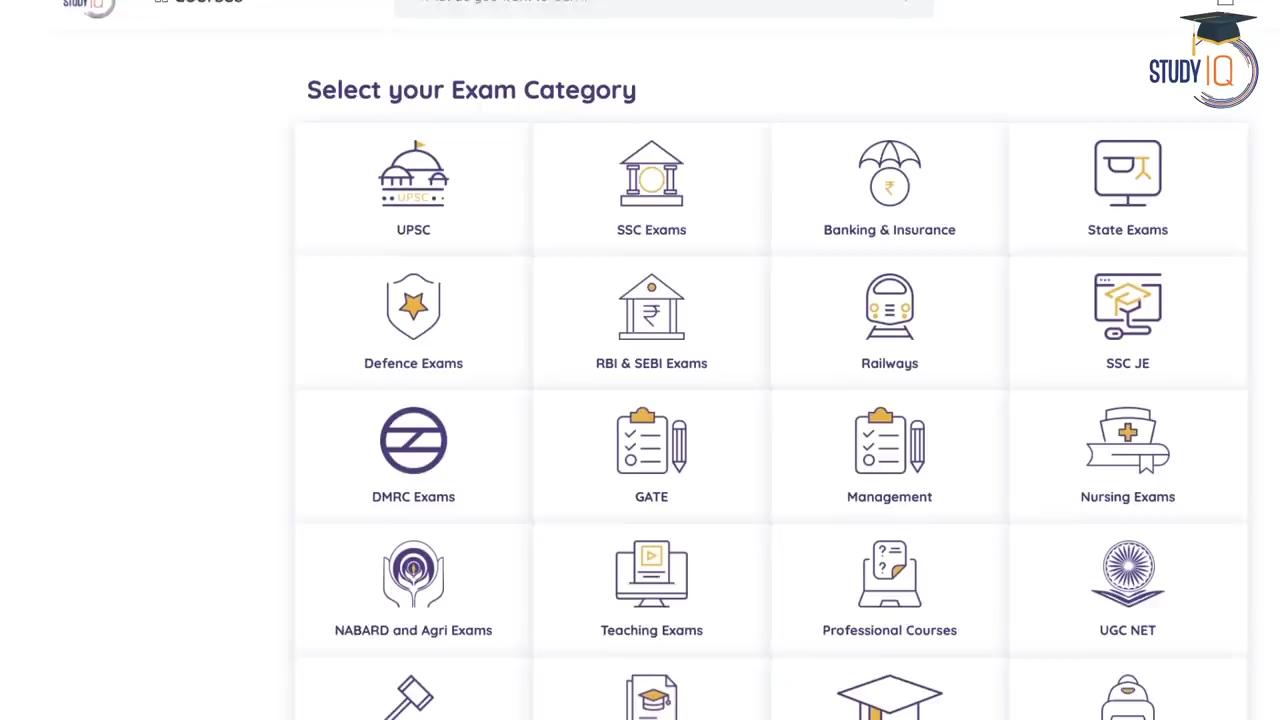 STUDY IQ
Select your Exam Category
UPSC
UPSC
SSC Exams
₹
Banking & Insurance
State Exams
Defence Exams
₹
RBI & SEBI Exams
Railways
SSC JE
DMRC Exams
GATE
Management
Nursing Exams
NABARD and Agri Exams
Teaching Exams
? 
?
Professional Courses
UGC NET